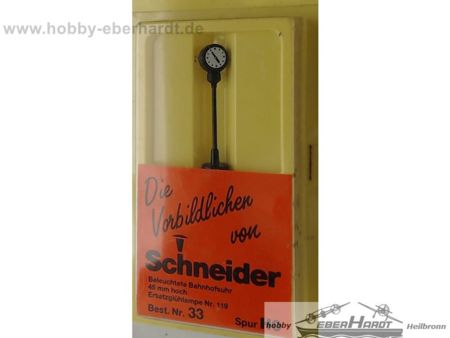 www.hobby-eberhardt.de
Die
Vorbildlichen
von
Schneider
Beleuchtete Bahnhofsuhr
45 mm hoch
Ersatzglühlampe Nr. 119
Best. Nr. 33
Spur
hobby EBERHARDT Heilbronn